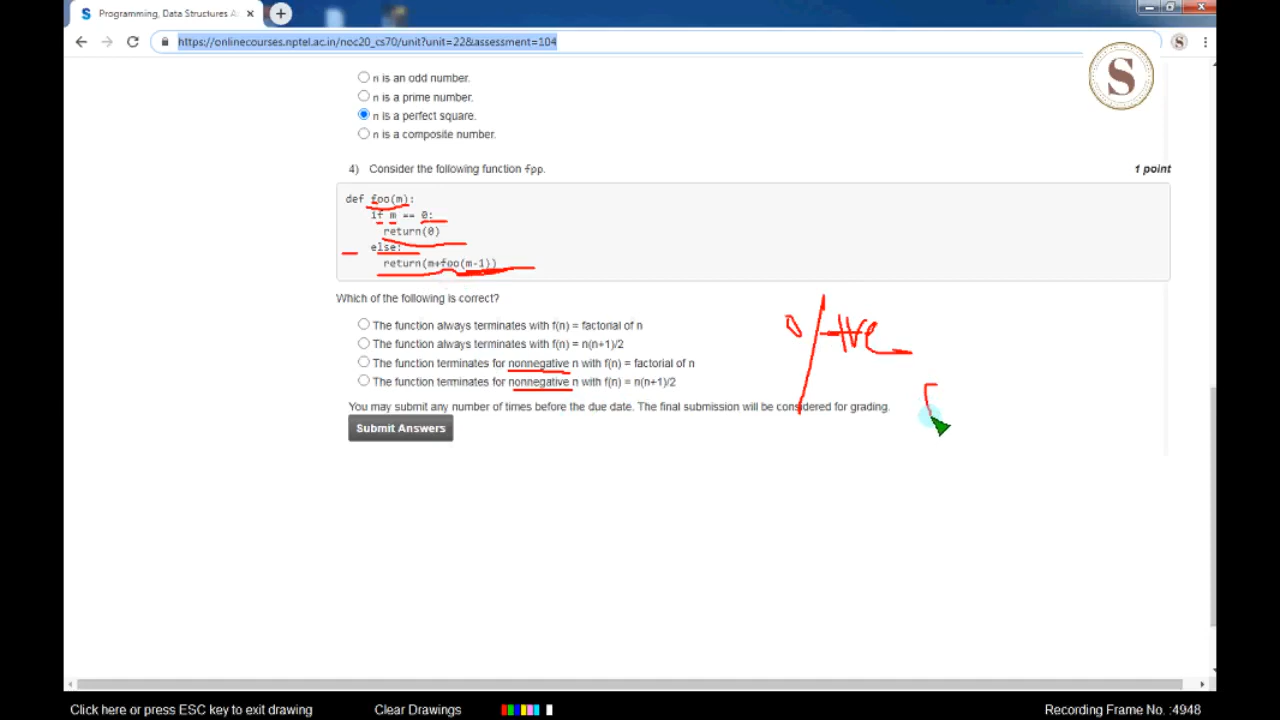 Programming, Data Structures A
https://onlinecourses.nptel.ac.in/noc20_cs70/unit?unit=22&assessment=104
S
n is an odd number.
n is a prime number.
n is a perfect square.
n is a composite number.
4) Consider the following function fpp. 1 point
def foo(m):
if m == 0:
return(0)
else:
return(m+foo(m-1))
Which of the following is correct?
The function always terminates with f(n) = factorial of n
The function always terminates with f(n) = n(n+1)/2
The function terminates for nonnegative n with f(n) = factorial of n
The function terminates for nonnegative n with f(n) = n(n+1)/2
0/+ve
You may submit any number of times before the due date. The final submission will be considered for grading.
Submit Answers
Click here or press ESC key to exit drawing Clear Drawings Recording Frame No. :4948